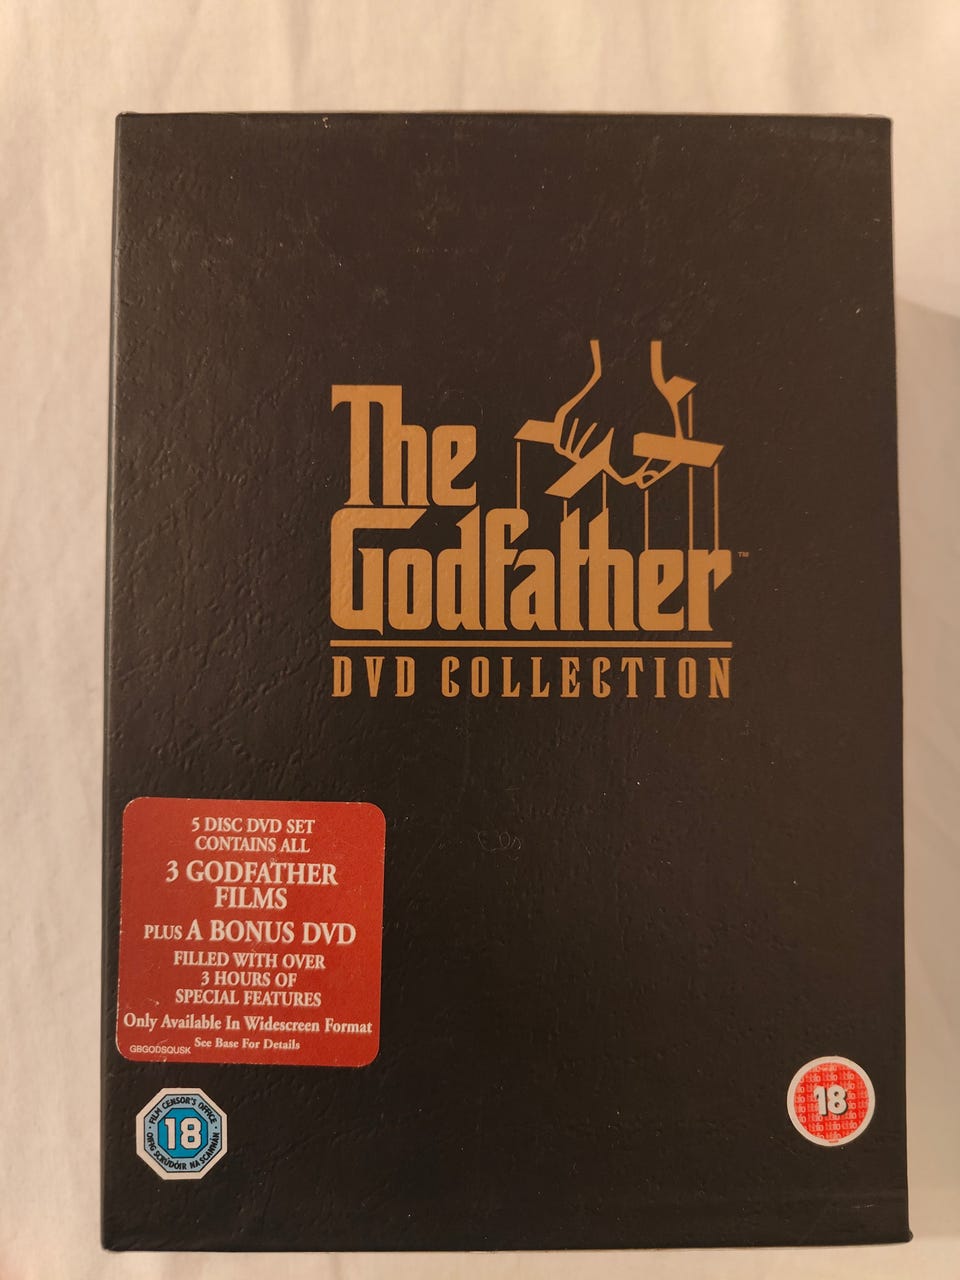 The
Godfather™
DVD COLLECTION
5 DISC DVD SET
CONTAINS ALL
3 GODFATHER
FILMS
PLUS A BONUS DVD
FILLED WITH OVER
3 HOURS OF
SPECIAL FEATURES
Only Available In Widescreen Format
See Base For Details
GBGODSQUSK
FILM CENSOR'S OFFICE
18
OIFIG SCRÚDÓIR NA SCANNÁN
18